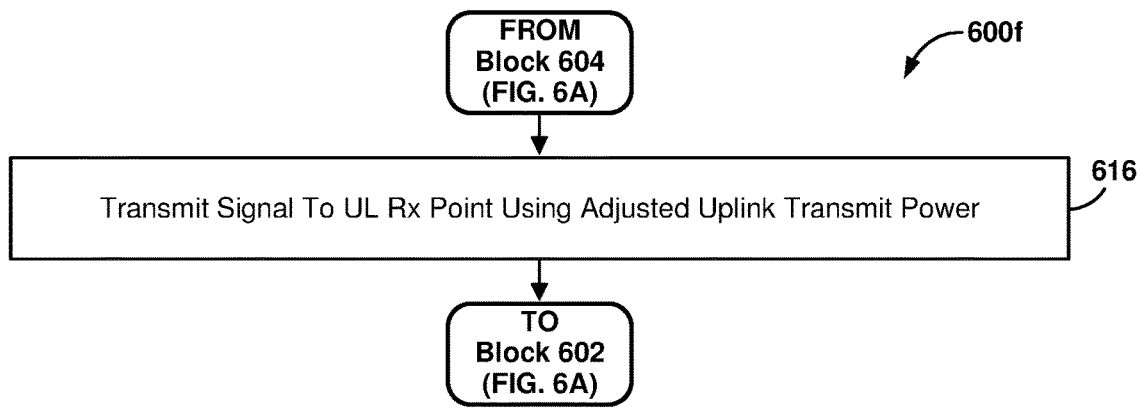 FROM
Block 604
(FIG. 6A)
600f
Transmit Signal To UL Rx Point Using Adjusted Uplink Transmit Power
616
TO
Block 602
(FIG. 6A)